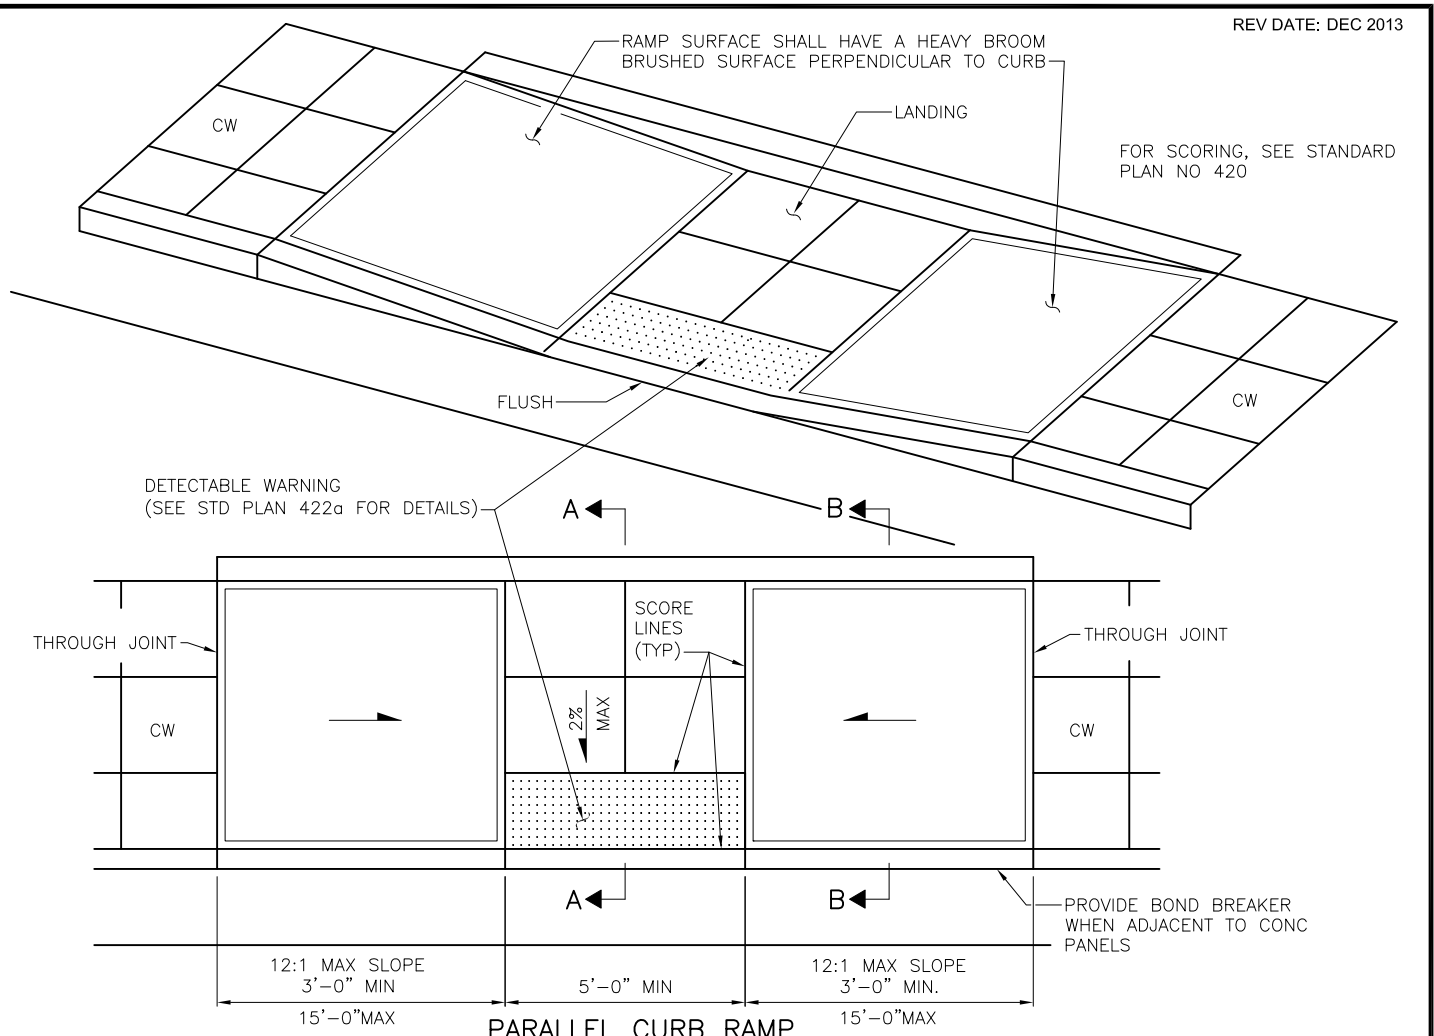 REV DATE: DEC 2013
RAMP SURFACE SHALL HAVE A HEAVY BROOM
BRUSHED SURFACE PERPENDICULAR TO CURB
LANDING
CW
FOR SCORING, SEE STANDARD
PLAN NO 420
FLUSH
CW
DETECTABLE WARNING
(SEE STD PLAN 422a FOR DETAILS)
A
B
SCORE
LINES
(TYP)
THROUGH JOINT
THROUGH JOINT
2%
MAX
CW
CW
A
B
PROVIDE BOND BREAKER
WHEN ADJACENT TO CONC
PANELS
12:1 MAX SLOPE
3'-0" MIN
15'-0"MAX
5'-0" MIN
12:1 MAX SLOPE
3'-0" MIN.
15'-0"MAX
PARALLEL CURB RAMP